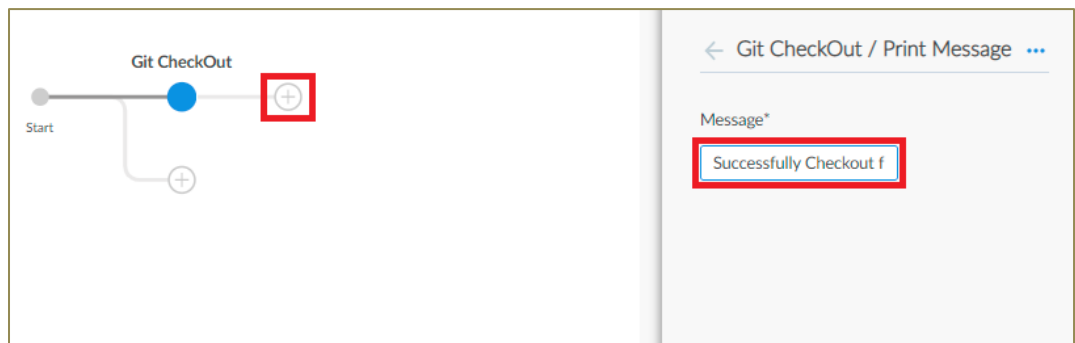 Git CheckOut
Start
Git CheckOut / Print Message
Message*
Successfully Checkout f